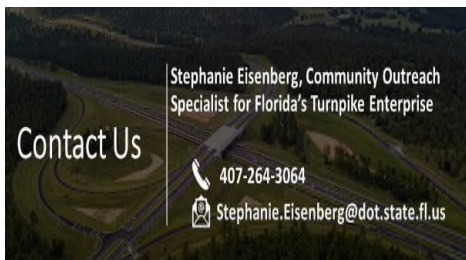 Contact Us
Stephanie Eisenberg, Community Outreach
Specialist for Florida's Turnpike Enterprise
407-264-3064
Stephanie.Eisenberg@dot.state.fl.us